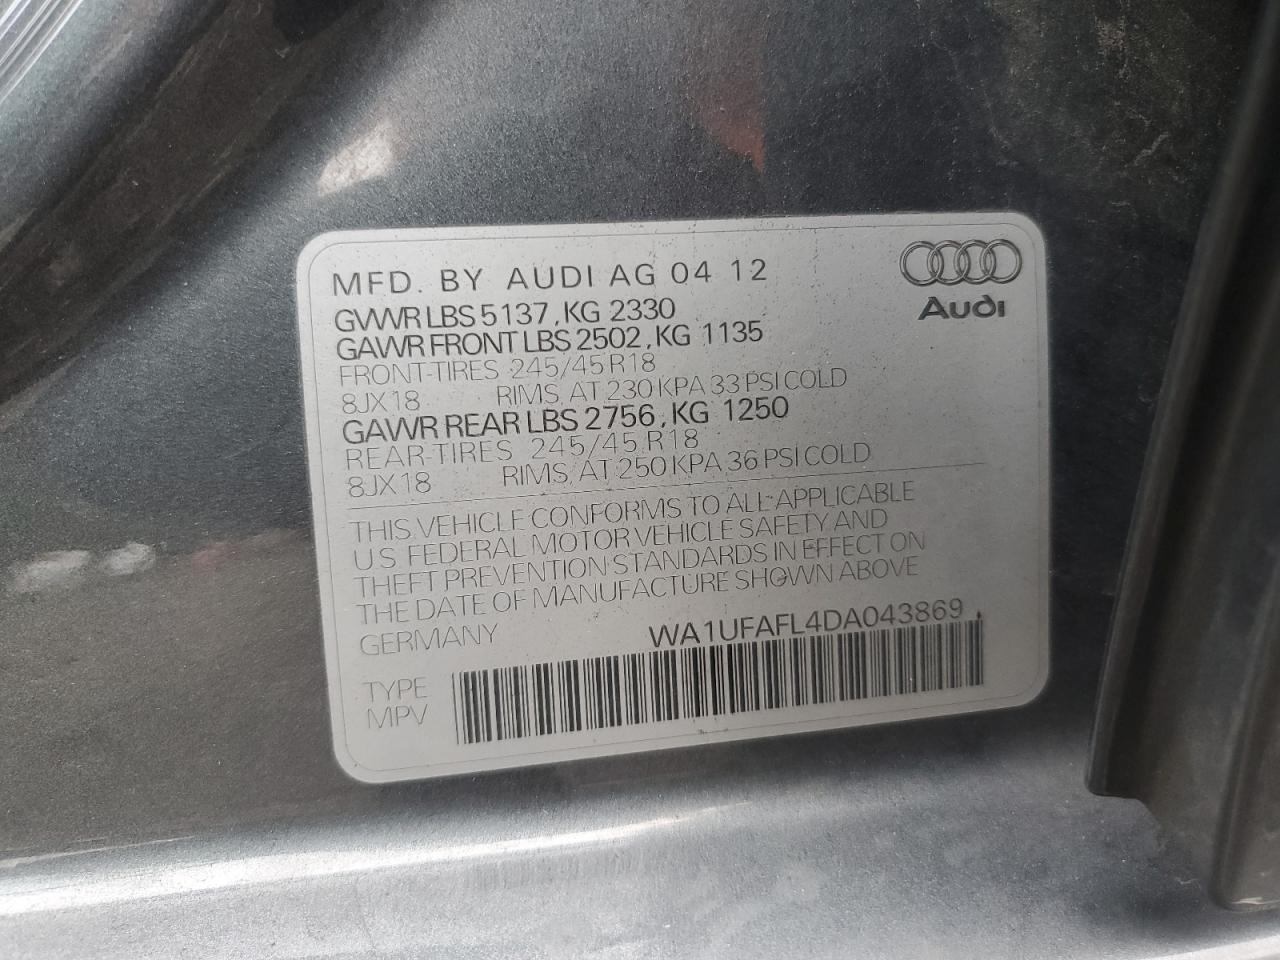 MFD. BY AUDI AG 04 12
GVWR LBS 5137, KG 2330
GAWR FRONT LBS 2502, KG 1135
FRONT-TIRES 245/45 R18
8JX18 RIMS, AT 230 KPA 33 PSI COLD
GAWR REAR LBS 2756, KG 1250
REAR-TIRES 245/45 R18
8JX18 RIMS, AT 250 KPA 36 PSI COLD
THIS VEHICLE CONFORMS TO ALL APPLICABLE
U.S. FEDERAL MOTOR VEHICLE SAFETY AND
THEFT PREVENTION STANDARDS IN EFFECT ON
THE DATE OF MANUFACTURE SHOWN ABOVE
GERMANY WA1UFAFL4DA043869
TYPE
MPV
Audi